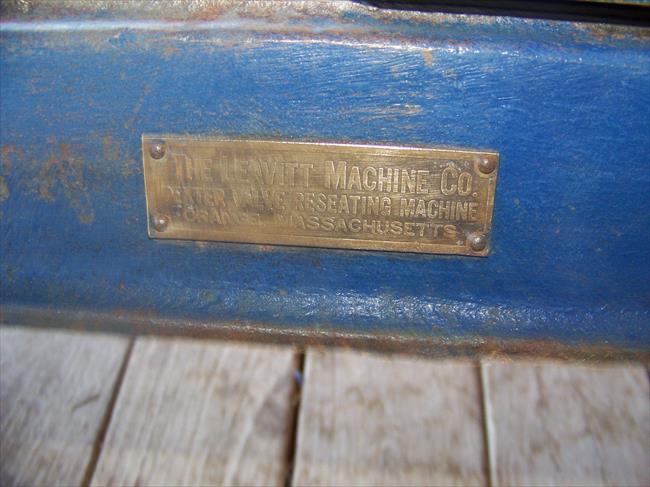 THE LEAVITT MACHINE CO.
DEXTER VALVE RESEATING MACHINE
ORANGE MASSACHUSETTS